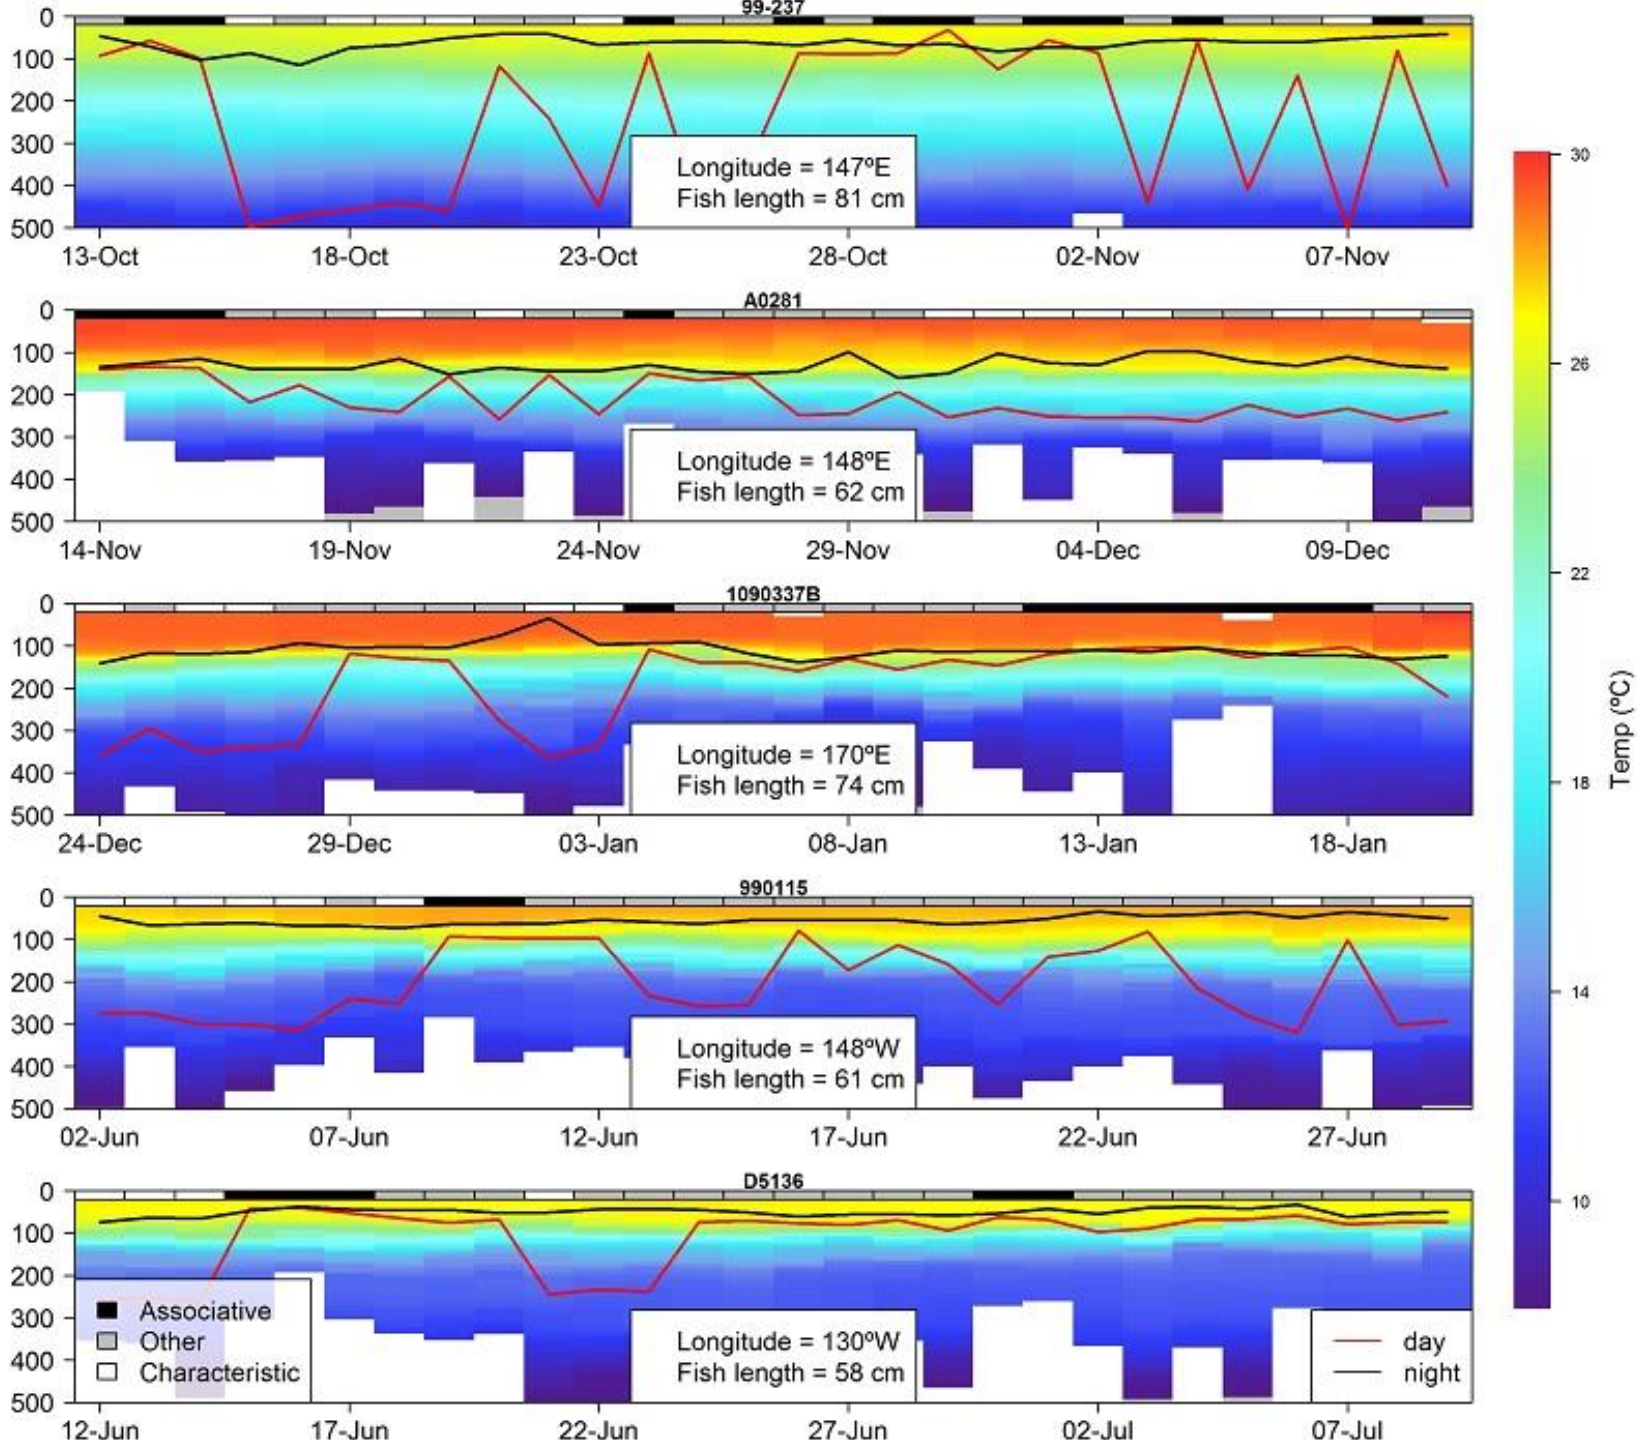 99-237
0
100
200
300
400
500
Longitude = 147ºE
Fish length = 81 cm
13-Oct 18-Oct 23-Oct 28-Oct 02-Nov 07-Nov
A0281
0
100
200
300
400
500
Longitude = 148ºE
Fish length = 62 cm
14-Nov 19-Nov 24-Nov 29-Nov 04-Dec 09-Dec
1090337B
0
100
200
300
400
500
Longitude = 170ºE
Fish length = 74 cm
24-Dec 29-Dec 03-Jan 08-Jan 13-Jan 18-Jan
990115
0
100
200
300
400
500
Longitude = 148ºW
Fish length = 61 cm
02-Jun 07-Jun 12-Jun 17-Jun 22-Jun 27-Jun
D5136
0
100
200
300
400
500
Associative
Other
Characteristic
Longitude = 130ºW
Fish length = 58 cm
day
night
12-Jun 17-Jun 22-Jun 27-Jun 02-Jul 07-Jul
30
26
22
18
14
10
Temp (ºC)